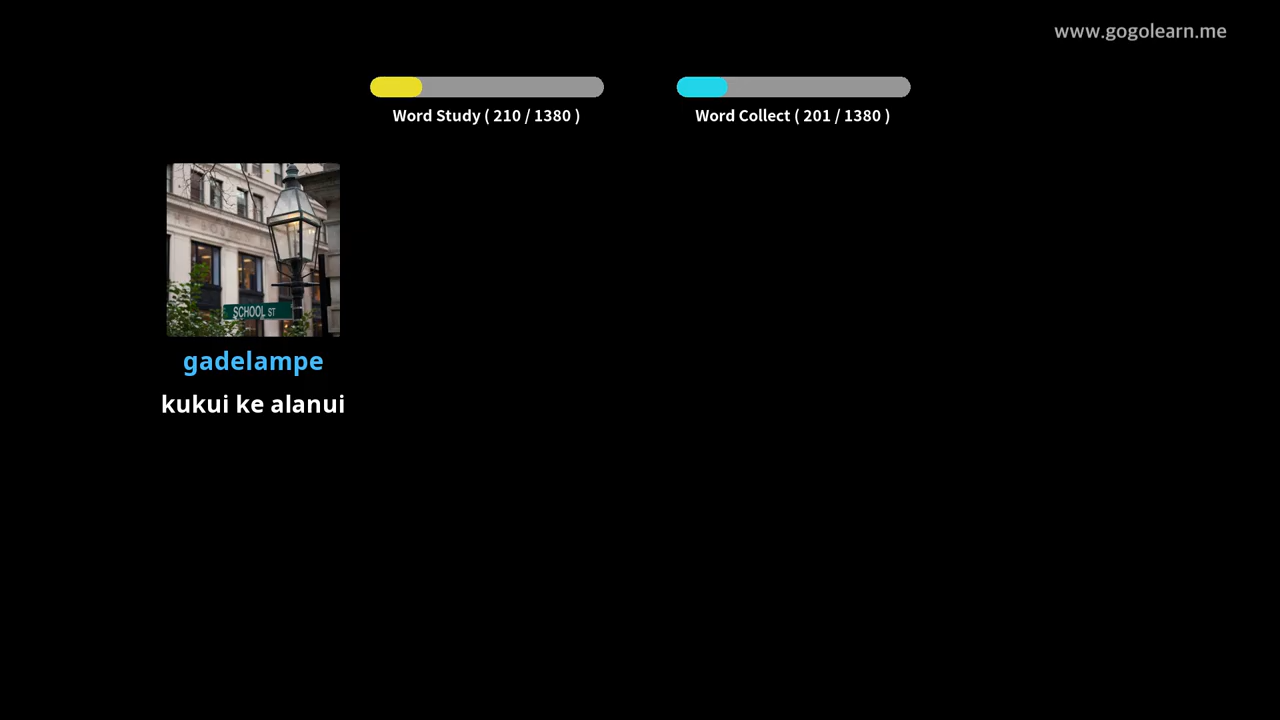 www.gogolearn.me
Word Study ( 210 / 1380 )
Word Collect ( 201 / 1380 )
SCHOOL ST
gadelampe
kukui ke alanui